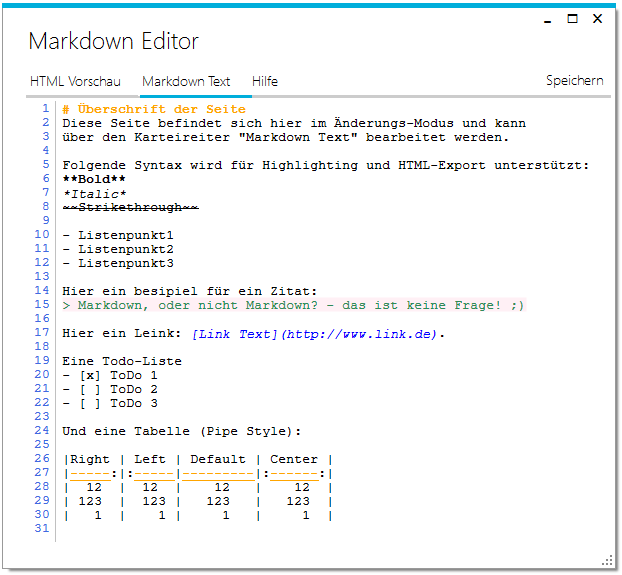 Markdown Editor
HTML Vorschau Markdown Text Hilfe Speichern
1 # Überschrift der Seite
2 Diese Seite befindet sich hier im Änderungs-Modus und kann
3 über den Karteireiter "Markdown Text" bearbeitet werden.
4
5 Folgende Syntax wird für Highlighting und HTML-Export unterstützt:
6 **Bold**
7 *Italic*
8 ~~Strikethrough~~
9
10 - Listenpunkt1
11 - Listenpunkt2
12 - Listenpunkt3
13
14 Hier ein besipiel für ein Zitat:
15 > Markdown, oder nicht Markdown? - das ist keine Frage! ;)
16
17 Hier ein Leink: [Link Text](http://www.link.de).
18
19 Eine Todo-Liste
20 - [x] ToDo 1
21 - [ ] ToDo 2
22 - [ ] ToDo 3
23
24 Und eine Tabelle (Pipe Style):
25
26 |Right | Left | Default | Center |
27 |-----:|:-----|---------|:------:|
28 |  12  |  12  |    12   |   12  |
29 | 123  |  123 |   123   |  123  |
30 |   1  |    1 |     1   |    1  |
31